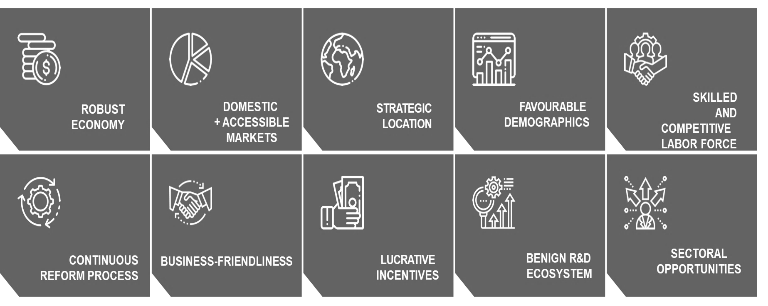 ROBUST
ECONOMY
DOMESTIC
+ ACCESSIBLE
MARKETS
STRATEGIC
LOCATION
FAVOURABLE
DEMOGRAPHICS
SKILLED
AND
COMPETITIVE
LABOR FORCE
CONTINUOUS
REFORM PROCESS
BUSINESS-FRIENDLINESS
LUCRATIVE
INCENTIVES
BENIGN R&D
ECOSYSTEM
SECTORAL
OPPORTUNITIES